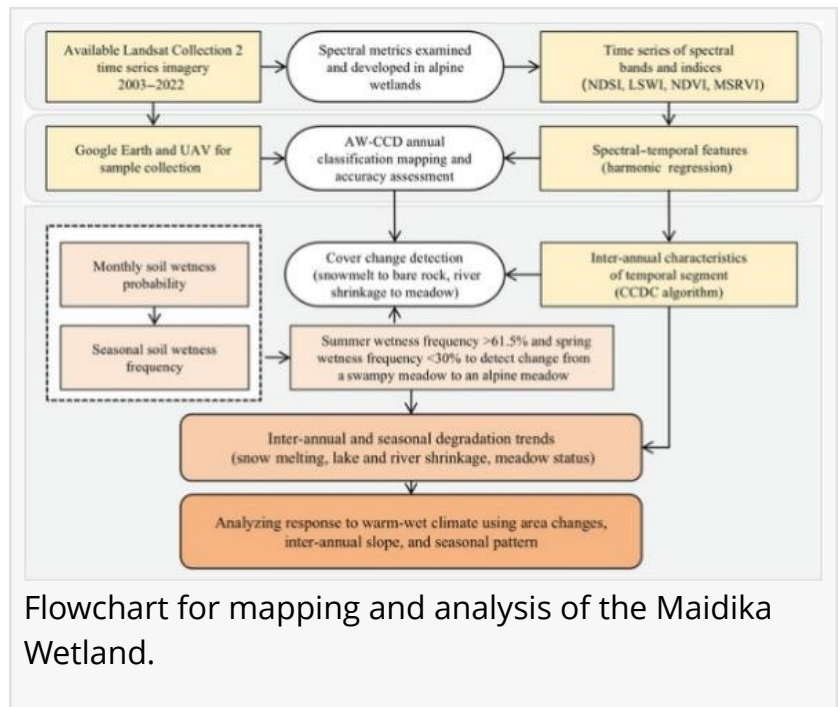 Available Landsat Collection 2
time series imagery
2003–2022
Spectral metrics examined
and developed in alpine
wetlands
Time series of spectral
bands and indices
(NDSI, LSWI, NDVI, MSRVI)
Google Earth and UAV for
sample collection
AW-CCD annual
classification mapping and
accuracy assessment
Spectral–temporal features
(harmonic regression)
Monthly soil wetness
probability
Cover change detection
(snowmelt to bare rock, river
shrinkage to meadow)
Inter-annual characteristics
of temporal segment
(CCDC algorithm)
Seasonal soil wetness
frequency
Summer wetness frequency >61.5% and spring
wetness frequency <30% to detect change from
a swampy meadow to an alpine meadow
Inter-annual and seasonal degradation trends
(snow melting, lake and river shrinkage, meadow status)
Analyzing response to warm-wet climate using area changes,
inter-annual slope, and seasonal pattern
Flowchart for mapping and analysis of the Maidika
Wetland.